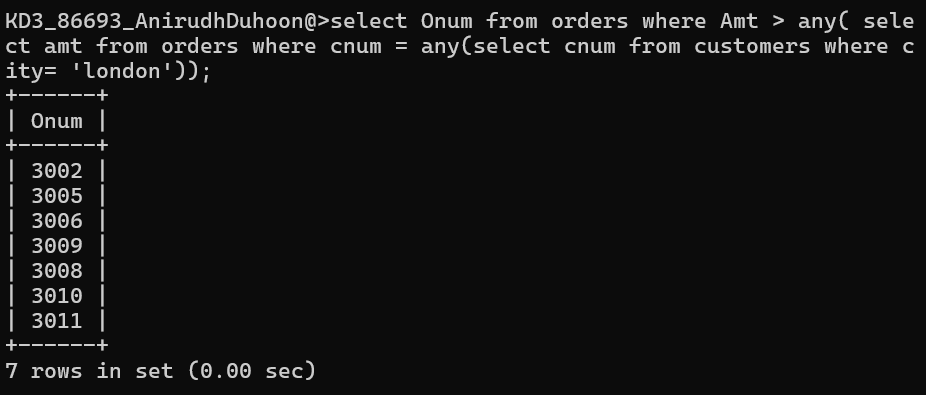 KD3_86693_AnirudhDuhoon@>select Onum from orders where Amt > any( sele
ct amt from orders where cnum = any(select cnum from customers where c
ity= 'london'));
+------+
| Onum |
+------+
| 3002 |
| 3005 |
| 3006 |
| 3009 |
| 3008 |
| 3010 |
| 3011 |
+------+
7 rows in set (0.00 sec)